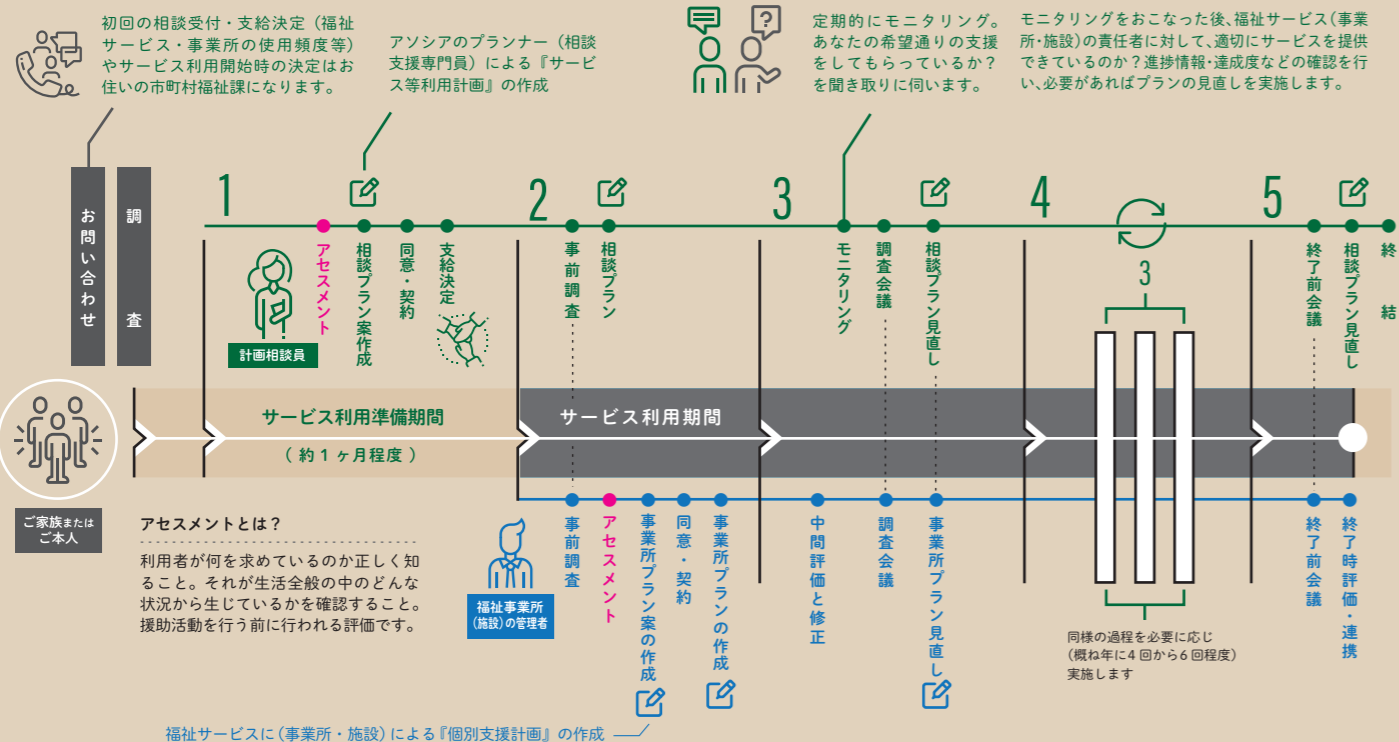 初回の相談受付・支給決定（福祉
サービス・事業所の使用頻度等）
やサービス利用開始時の決定はお
住いの市町村福祉課になります。
アソシアのプランナー（相談
支援専門員）による『サービ
ス等利用計画』の作成
?
定期的にモニタリング。
あなたの希望通りの支援
をしてもらっているか？
を聞き取りに伺います。
モニタリングをおこなった後、福祉サービス（事業
所・施設）の責任者に対して、適切にサービスを提供
できているのか？進捗情報・達成度などの確認を行
い、必要があればプランの見直しを実施します。
お問い合わせ
調査
1
アセスメント
相談プラン案作成
同意・契約
支給決定
計画相談員
2
事前調査
相談プラン
3
モニタリング
調査会議
相談プラン見直し
4
3
5
終了前会議
相談プラン見直し
終結
サービス利用準備期間
（約１ヶ月程度）
サービス利用期間
ご家族または
ご本人
アセスメントとは？
利用者が何を求めているのか正しく知
ること。それが生活全般の中のどんな
状況から生じているかを確認すること。
援助活動を行う前に行われる評価です。
福祉事業所
（施設）の管理者
事前調査
アセスメント
事業所プラン案の作成
同意・契約
事業所プランの作成
中間評価と修正
調査会議
事業所プラン見直し
終了前会議
終了時評価・連携
同様の過程を必要に応じ
（概ね年に4回から6回程度）
実施します
福祉サービスに（事業所・施設）による『個別支援計画』の作成